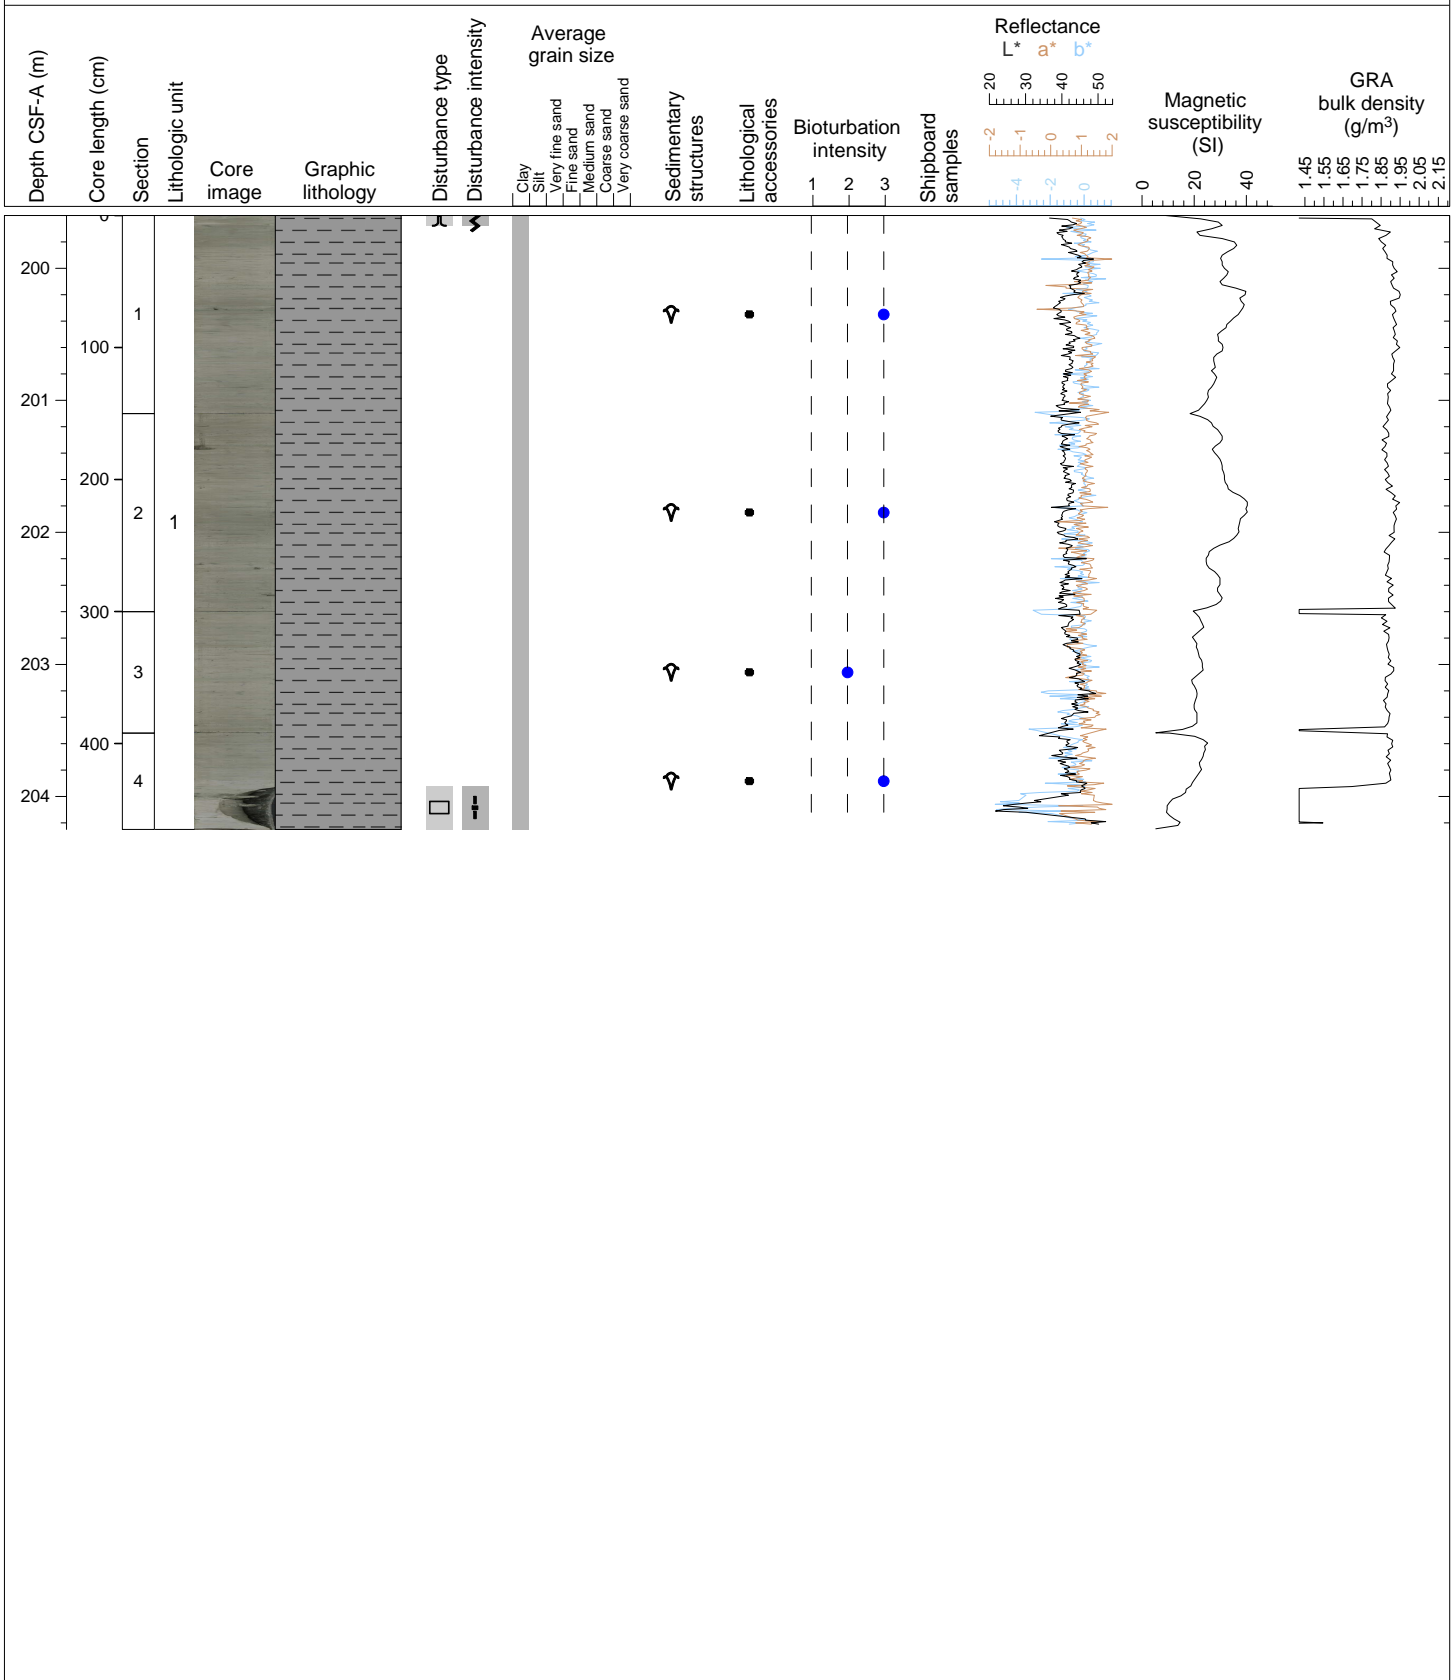 Depth CSF-A (m)
Core length (cm)
Section
Lithologic unit
Core
image
Graphic
lithology
Disturbance type
Disturbance intensity
Average
grain size
Clay
Silt
Very fine sand
Fine sand
Medium sand
Coarse sand
Very coarse sand
Sedimentary
structures
Lithological
accessories
Bioturbation
intensity
1 2 3
Shipboard
samples
Reflectance
L* a* b*
20 30 40 50
-2 -1 0 1 2
-4 -2 0
Magnetic
susceptibility
(SI)
0 20 40
GRA
bulk density
(g/m³)
1.45 1.55 1.65 1.75 1.85 1.95 2.05 2.15
0
200
1
100
201
200
2
1
202
300
203
3
400
4
204